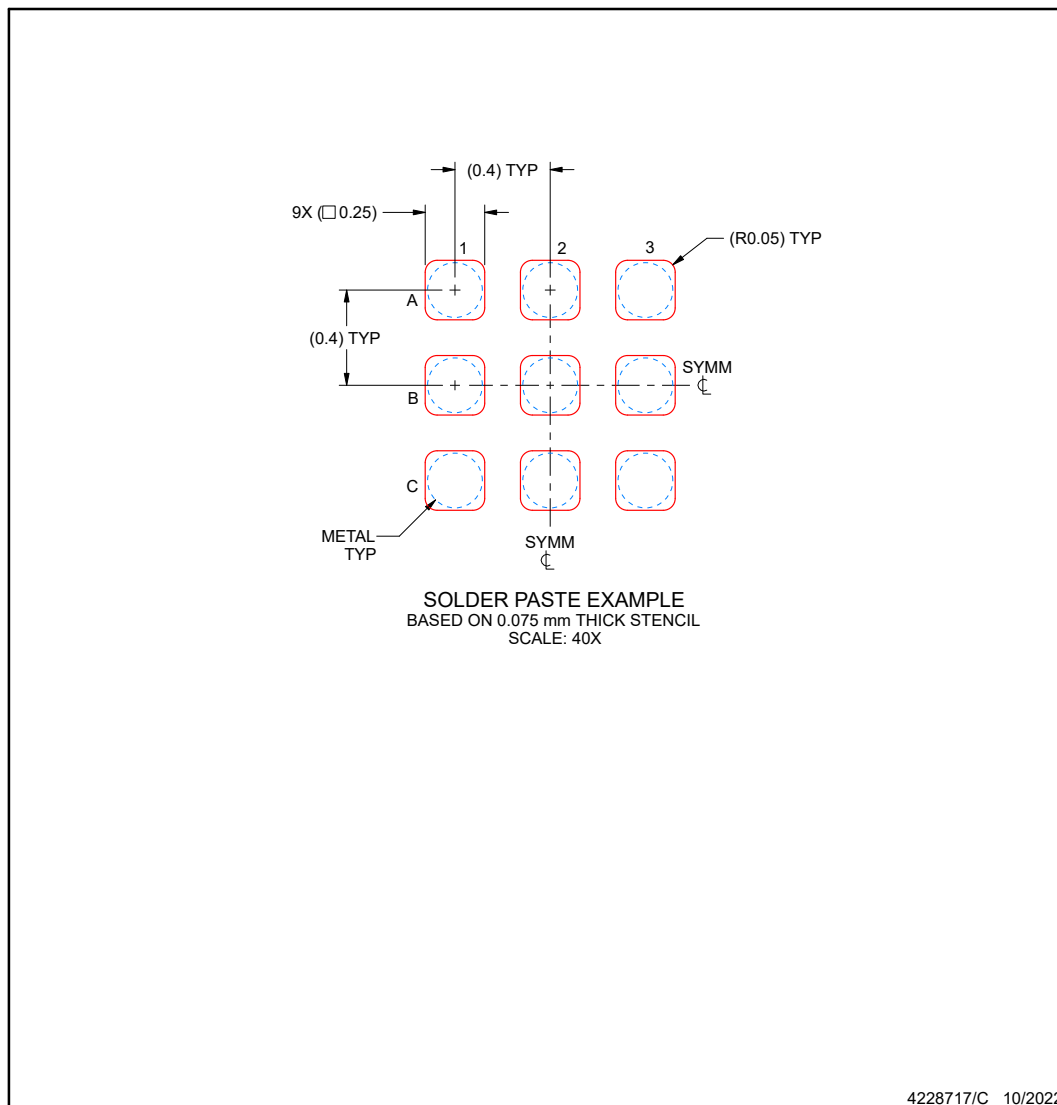 (0.4) TYP
9X (□ 0.25)
1
2
3
(R0.05) TYP
A
(0.4) TYP
SYMM
℄
B
C
METAL
TYP
SYMM
℄
SOLDER PASTE EXAMPLE
BASED ON 0.075 mm THICK STENCIL
SCALE: 40X
4228717/C 10/2022